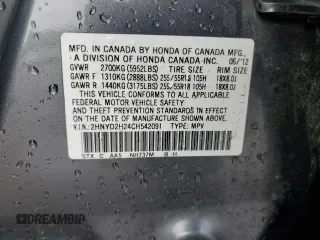 MFD. IN CANADA BY HONDA OF CANADA MFG.,
A DIVISION OF HONDA CANADA INC. 06/12
GVWR 2700KG(5952LBS) TIRE SIZE RIM SIZE
GAWR F 1310KG(2888LBS) 255/55R18 105H 18X8.0J
GAWR R 1440KG(3175LBS) 255/55R18 105H 18X8.0J
THIS VEHICLE CONFORMS TO ALL APPLICABLE
FEDERAL MOTOR VEHICLE SAFETY AND
THEFT PREVENTION STANDARDS IN EFFECT ON
THE DATE OF MANUFACTURE SHOWN ABOVE.
V.I.N.: 2HNYD2H24CH542091 TYPE: MPV
STX C AA5 NH737M B H